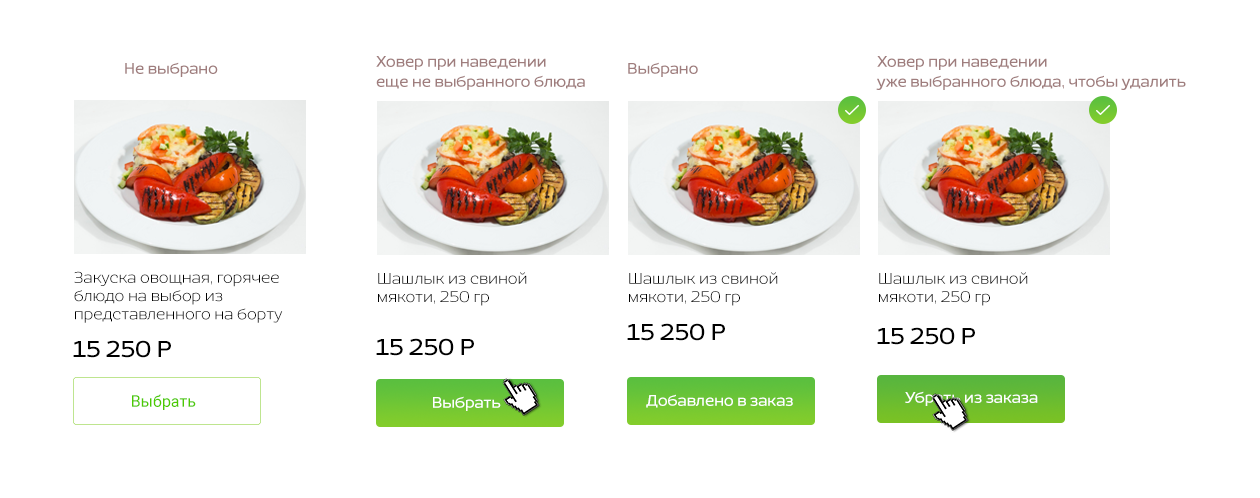 Не выбрано
Ховер при наведении
еще не выбранного блюда
Выбрано
Ховер при наведении
уже выбранного блюда, чтобы удалить
Закуска овощная, горячее
блюдо на выбор из
представленного на борту
15 250 Р
Выбрать
Шашлык из свиной
мякоти, 250 гр
15 250 Р
Выбрать
Шашлык из свиной
мякоти, 250 гр
15 250 Р
Добавлено в заказ
Шашлык из свиной
мякоти, 250 гр
15 250 Р
Убрать из заказа